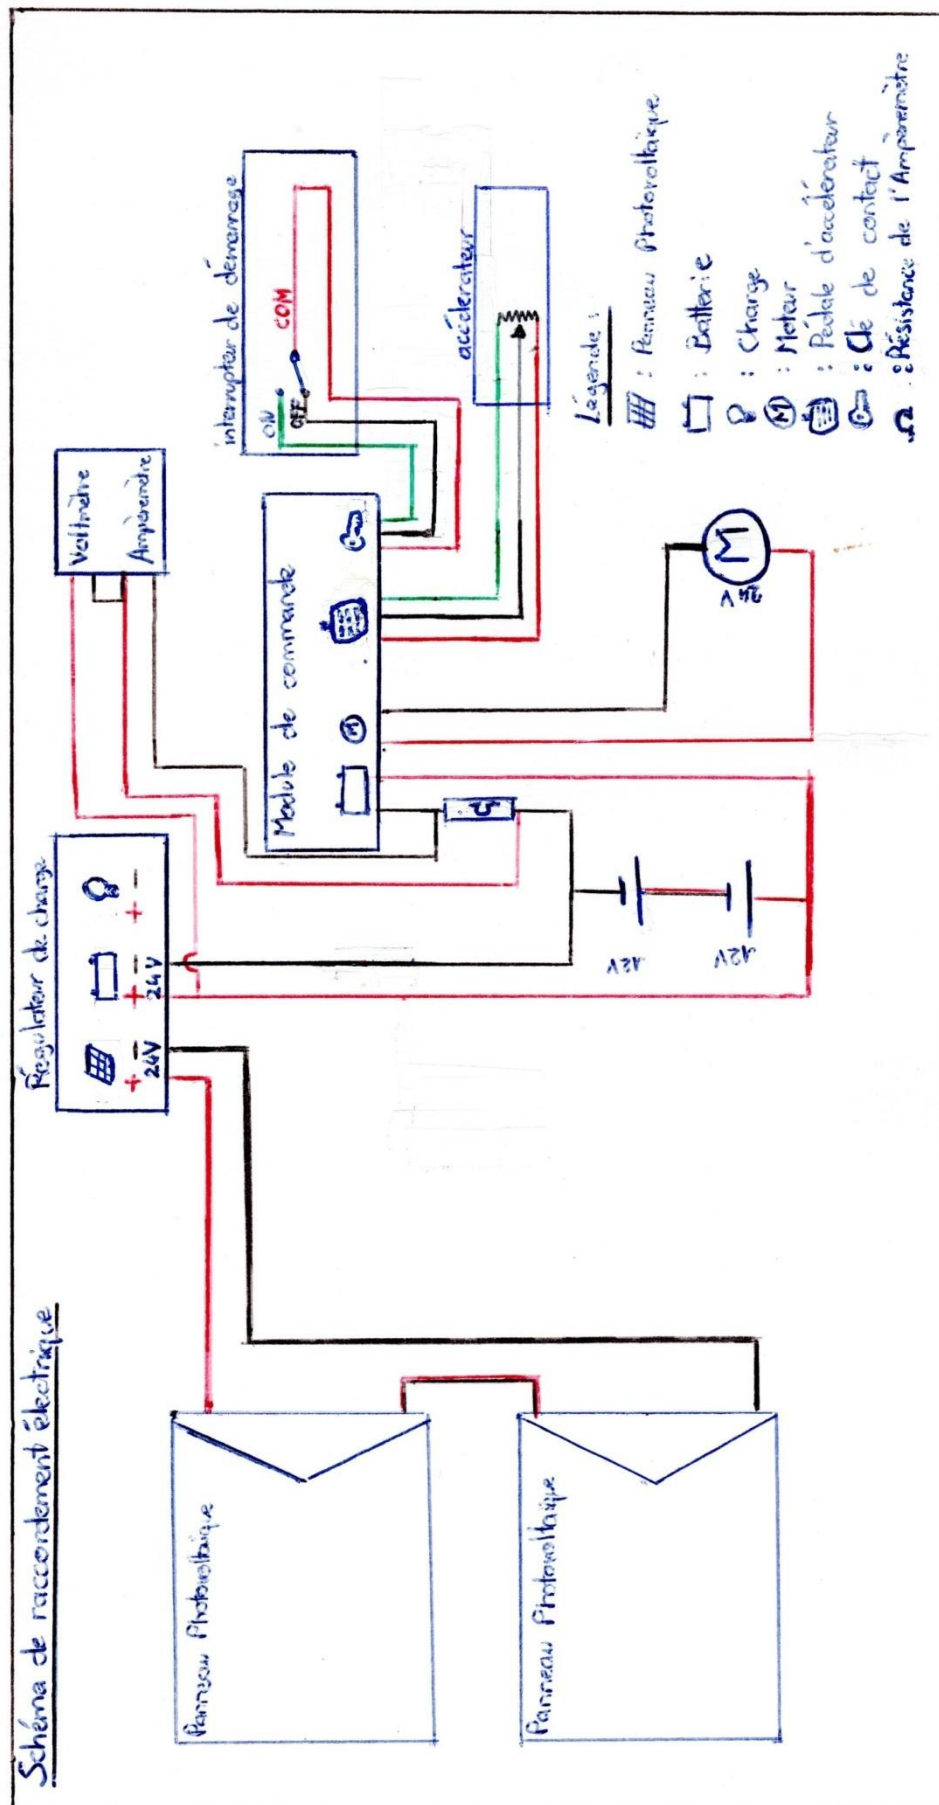 Schéma de raccordement électrique
Panneau Photovoltaïque
Panneau Photovoltaïque
Régulateur de charge
+ - + - + -
24V 24V
Voltmètre
Ampèremètre
interrupteur de démarrage
ON
OFF
COM
Module de commande
M
accélerateur
12V
12V
M
24V
Légende :
: Panneau Photovoltaïque
: Batterie
: Charge
M : Moteur
: Pédale d'accélérateur
: Clé de contact
Ω : Résistance de l'Ampèremètre
Ω